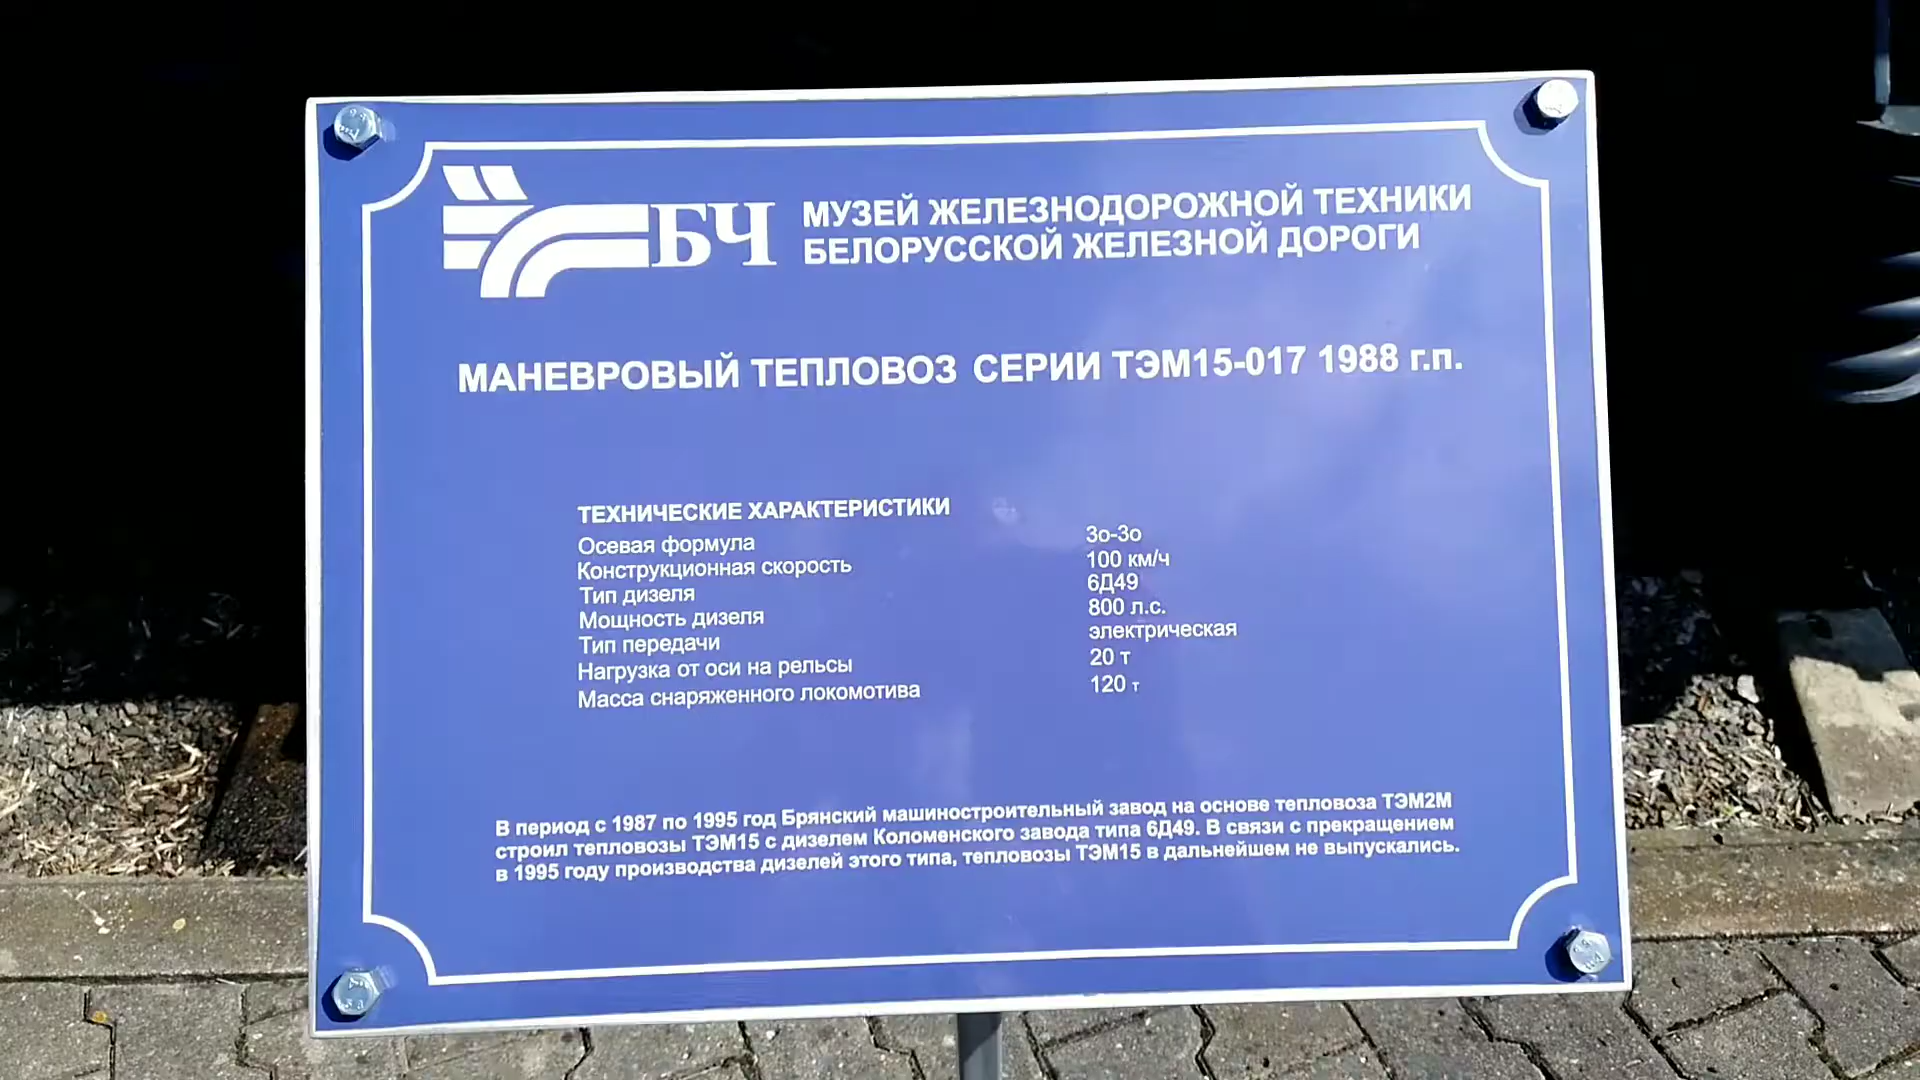 БЧ
МУЗЕЙ ЖЕЛЕЗНОДОРОЖНОЙ ТЕХНИКИ
БЕЛОРУССКОЙ ЖЕЛЕЗНОЙ ДОРОГИ
МАНЕВРОВЫЙ ТЕПЛОВОЗ СЕРИИ ТЭМ15-017 1988 г.п.
ТЕХНИЧЕСКИЕ ХАРАКТЕРИСТИКИ
Осевая формула 3о-3о
Конструкционная скорость 100 км/ч
Тип дизеля 6Д49
Мощность дизеля 800 л.с.
Тип передачи электрическая
Нагрузка от оси на рельсы 20 т
Масса снаряженного локомотива 120 т
В период с 1987 по 1995 год Брянский машиностроительный завод на основе тепловоза ТЭМ2М
строил тепловозы ТЭМ15 с дизелем Коломенского завода типа 6Д49. В связи с прекращением
в 1995 году производства дизелей этого типа, тепловозы ТЭМ15 в дальнейшем не выпускались.